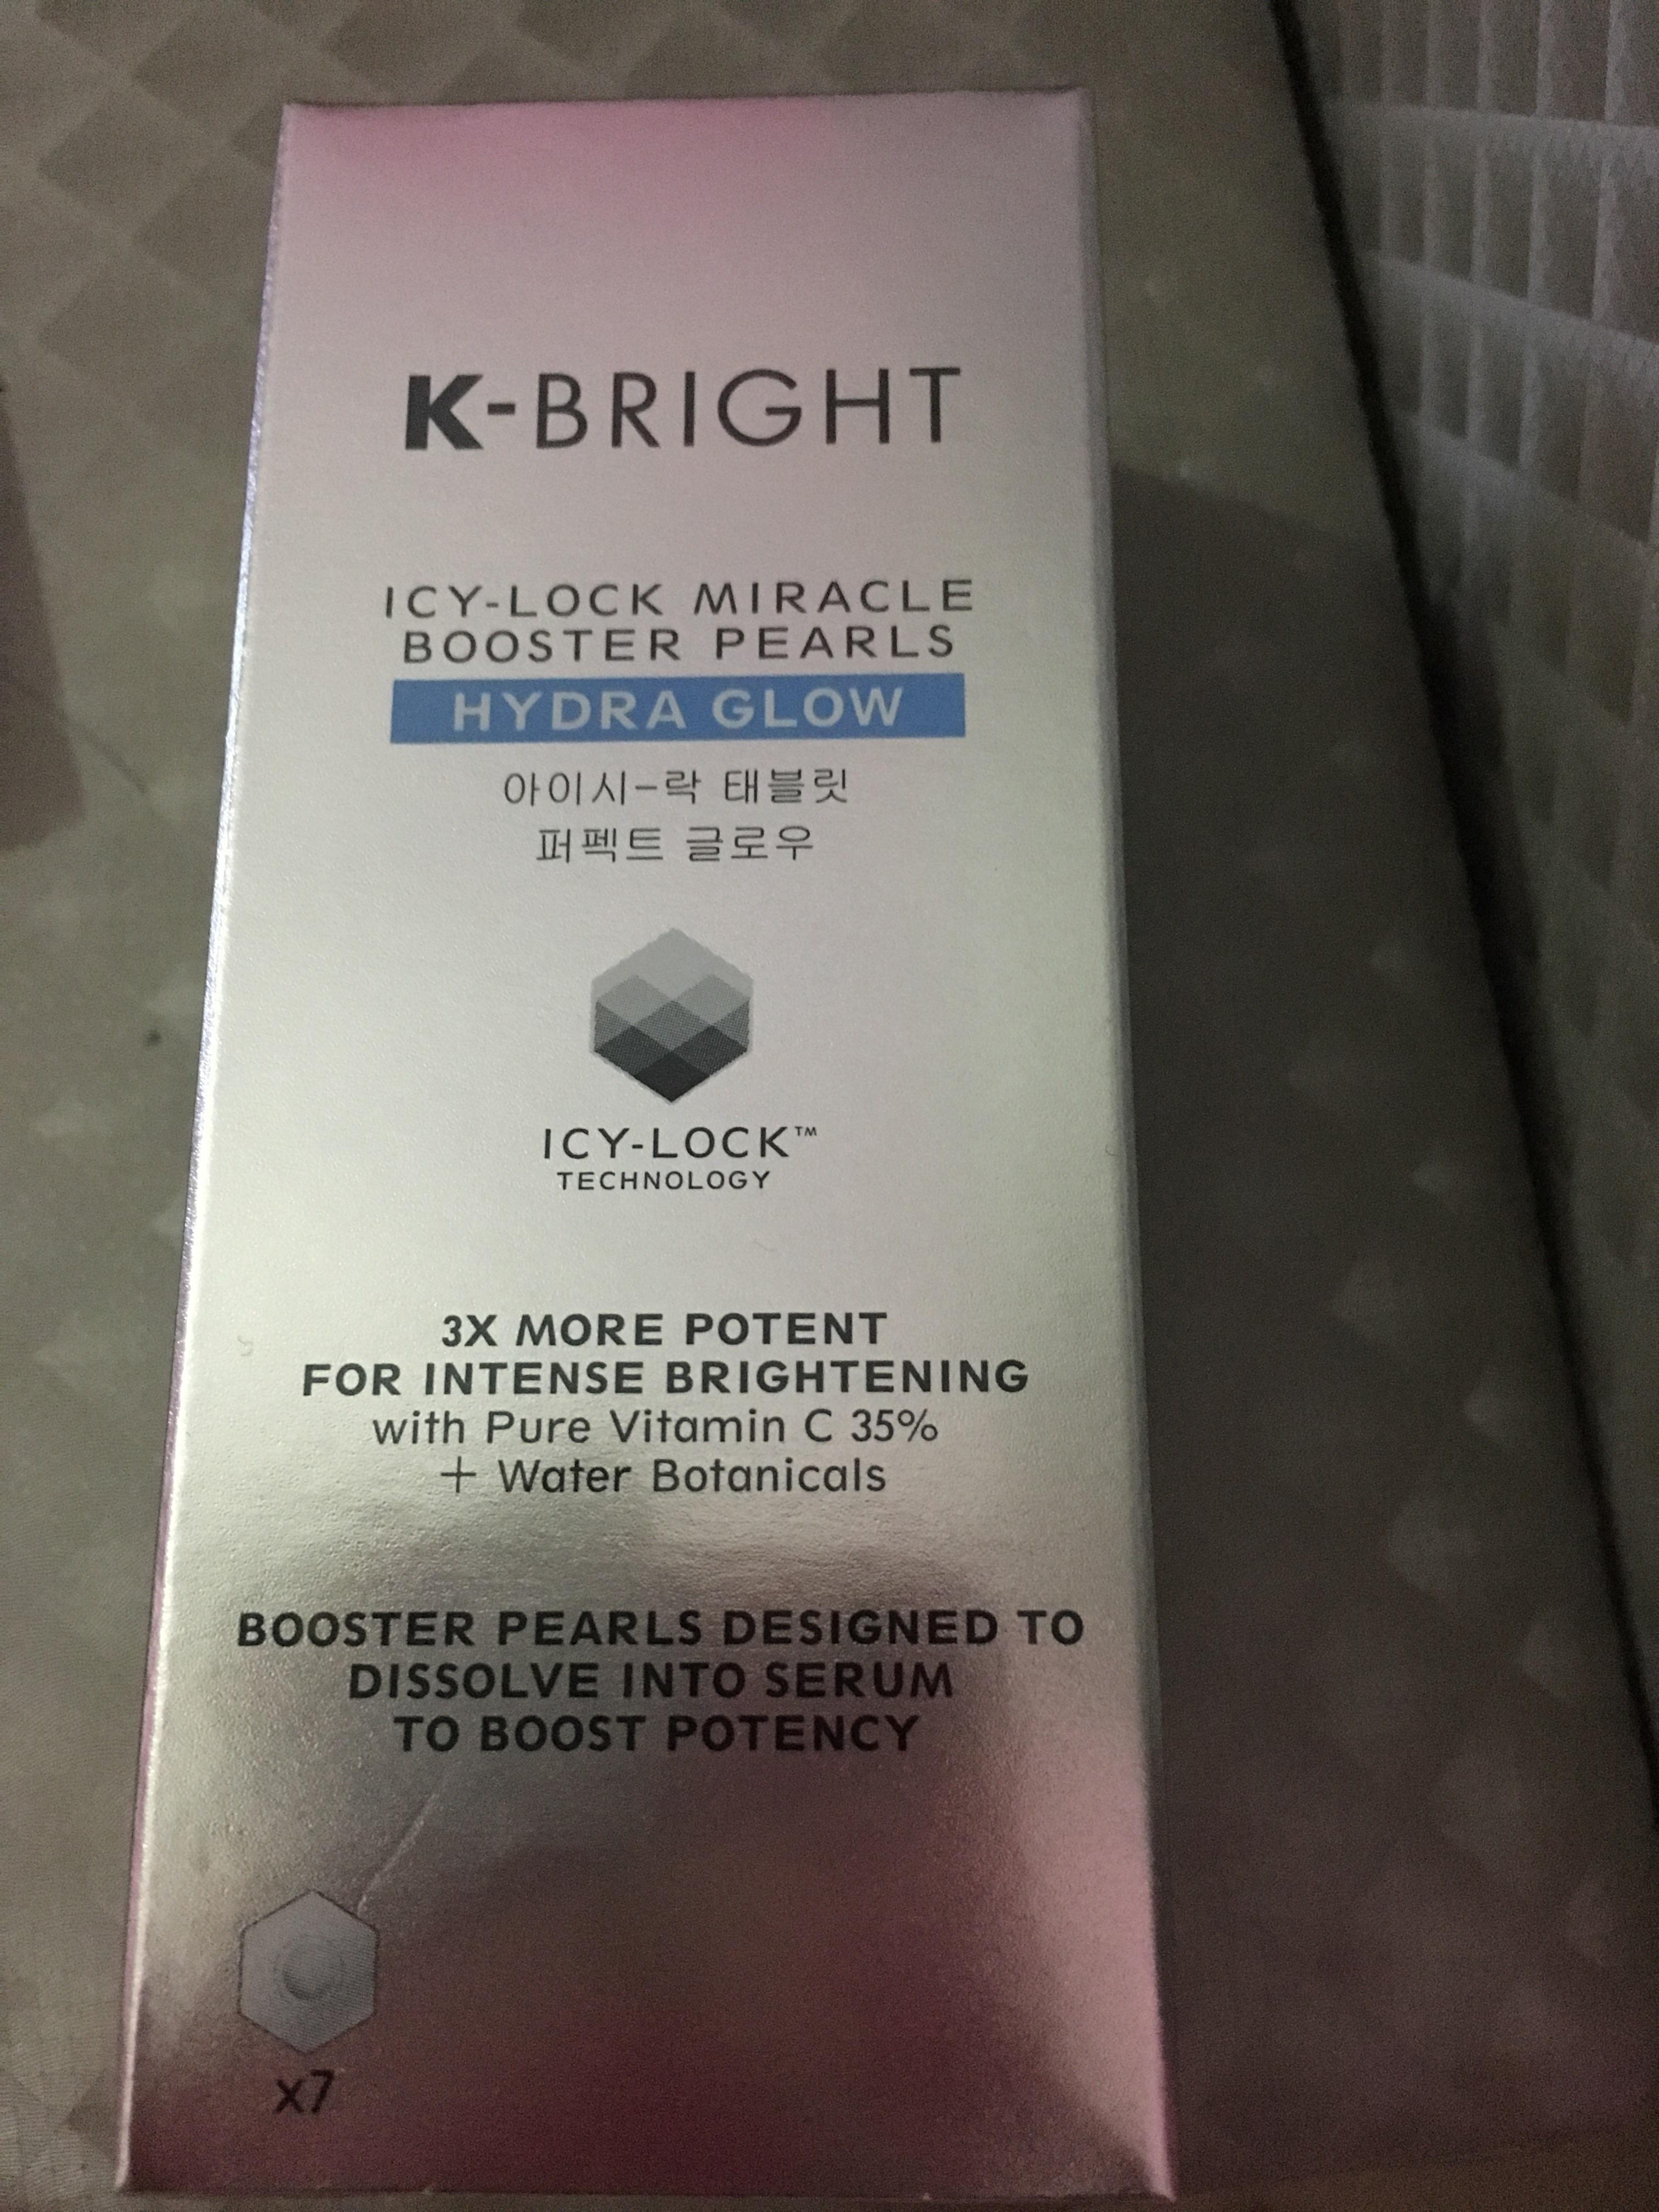 K-BRIGHT
ICY-LOCK MIRACLE
BOOSTER PEARLS
HYDRA GLOW
아이시-락 태블릿
퍼펙트 글로우
ICY-LOCK™
TECHNOLOGY
3X MORE POTENT
FOR INTENSE BRIGHTENING
with Pure Vitamin C 35%
+ Water Botanicals
BOOSTER PEARLS DESIGNED TO
DISSOLVE INTO SERUM
TO BOOST POTENCY
x7